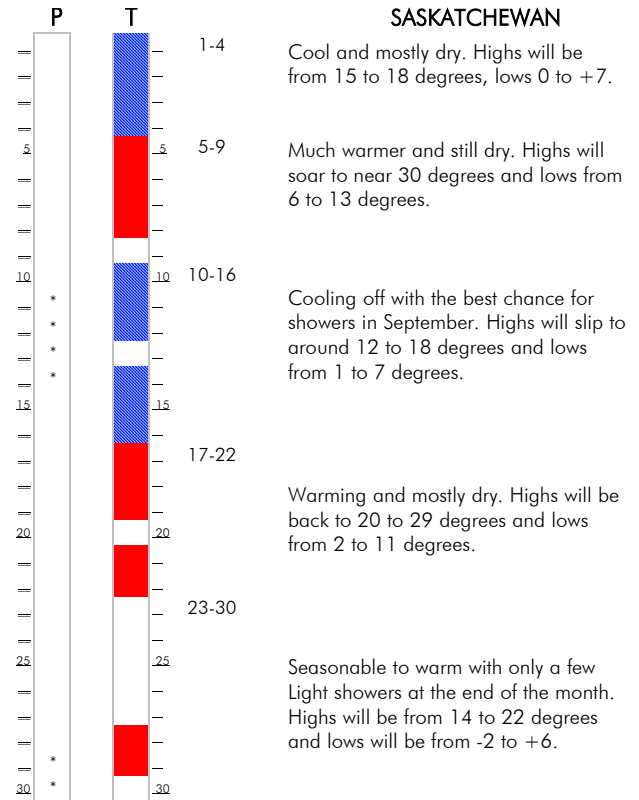 P T SASKATCHEWAN
1-4
Cool and mostly dry. Highs will be
from 15 to 18 degrees, lows 0 to +7.
5 5 5-9
Much warmer and still dry. Highs will
soar to near 30 degrees and lows from
6 to 13 degrees.
10 10 10-16
*
Cooling off with the best chance for
* showers in September. Highs will slip to
* around 12 to 18 degrees and lows
* from 1 to 7 degrees.
15 15
17-22
Warming and mostly dry. Highs will be
back to 20 to 29 degrees and lows
20 20
from 2 to 11 degrees.
23-30
25 25
Seasonable to warm with only a few
Light showers at the end of the month.
Highs will be from 14 to 22 degrees
and lows will be from -2 to +6.
*
*
30 30